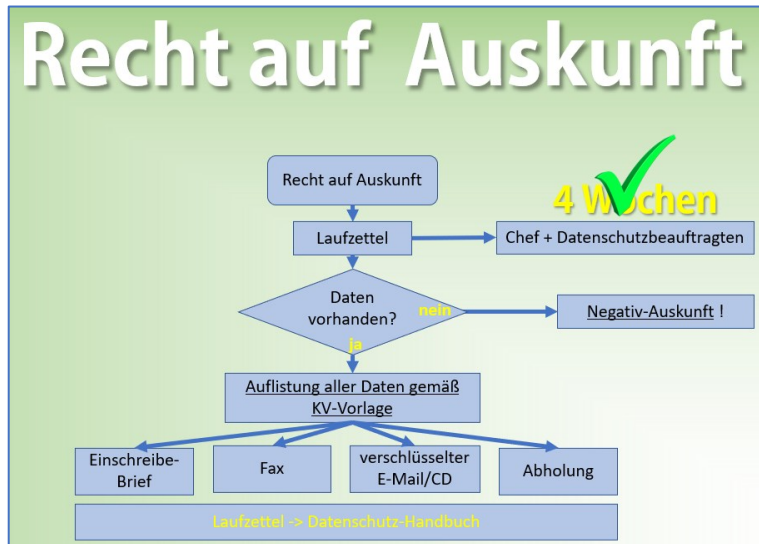 Recht auf Auskunft
Recht auf Auskunft
4 Wochen
Laufzettel
Chef + Datenschutzbeauftragten
Daten
vorhanden?
nein
Negativ-Auskunft !
ja
Auflistung aller Daten gemäß
KV-Vorlage
Einschreibe-
Brief
Fax
verschlüsselter
E-Mail/CD
Abholung
Laufzettel -> Datenschutz-Handbuch